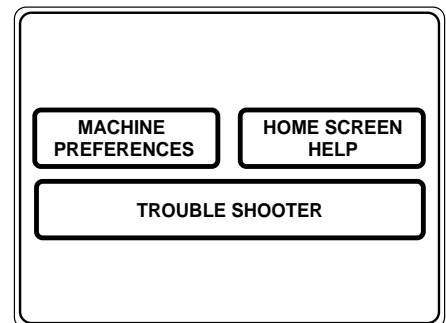 MACHINE
PREFERENCES
HOME SCREEN
HELP
TROUBLE SHOOTER